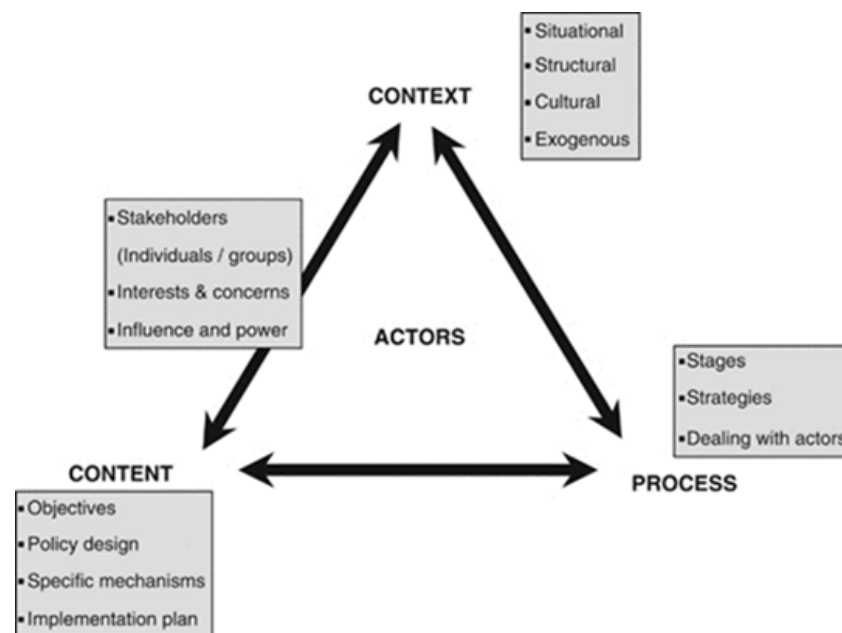 ▪ Situational
▪ Structural
CONTEXT
▪ Cultural
▪ Exogenous
▪ Stakeholders
(Individuals / groups)
▪ Interests & concerns
▪ Influence and power
ACTORS
▪ Stages
▪ Strategies
▪ Dealing with actors
CONTENT
PROCESS
▪ Objectives
▪ Policy design
▪ Specific mechanisms
▪ Implementation plan